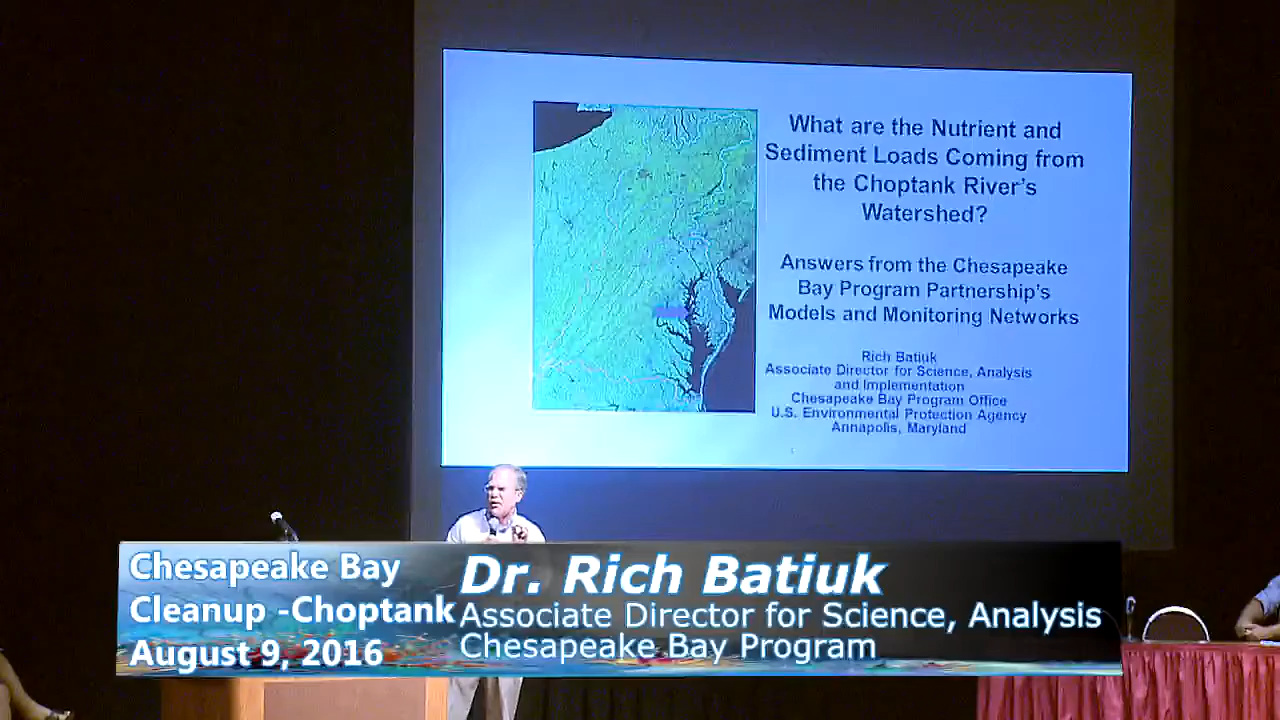 What are the Nutrient and
Sediment Loads Coming from
the Choptank River's
Watershed?
Answers from the Chesapeake
Bay Program Partnership's
Models and Monitoring Networks
Rich Batiuk
Associate Director for Science, Analysis
and Implementation
Chesapeake Bay Program Office
U.S. Environmental Protection Agency
Annapolis, Maryland
Chesapeake Bay
Cleanup -Choptank
August 9, 2016
Dr. Rich Batiuk
Associate Director for Science, Analysis
Chesapeake Bay Program